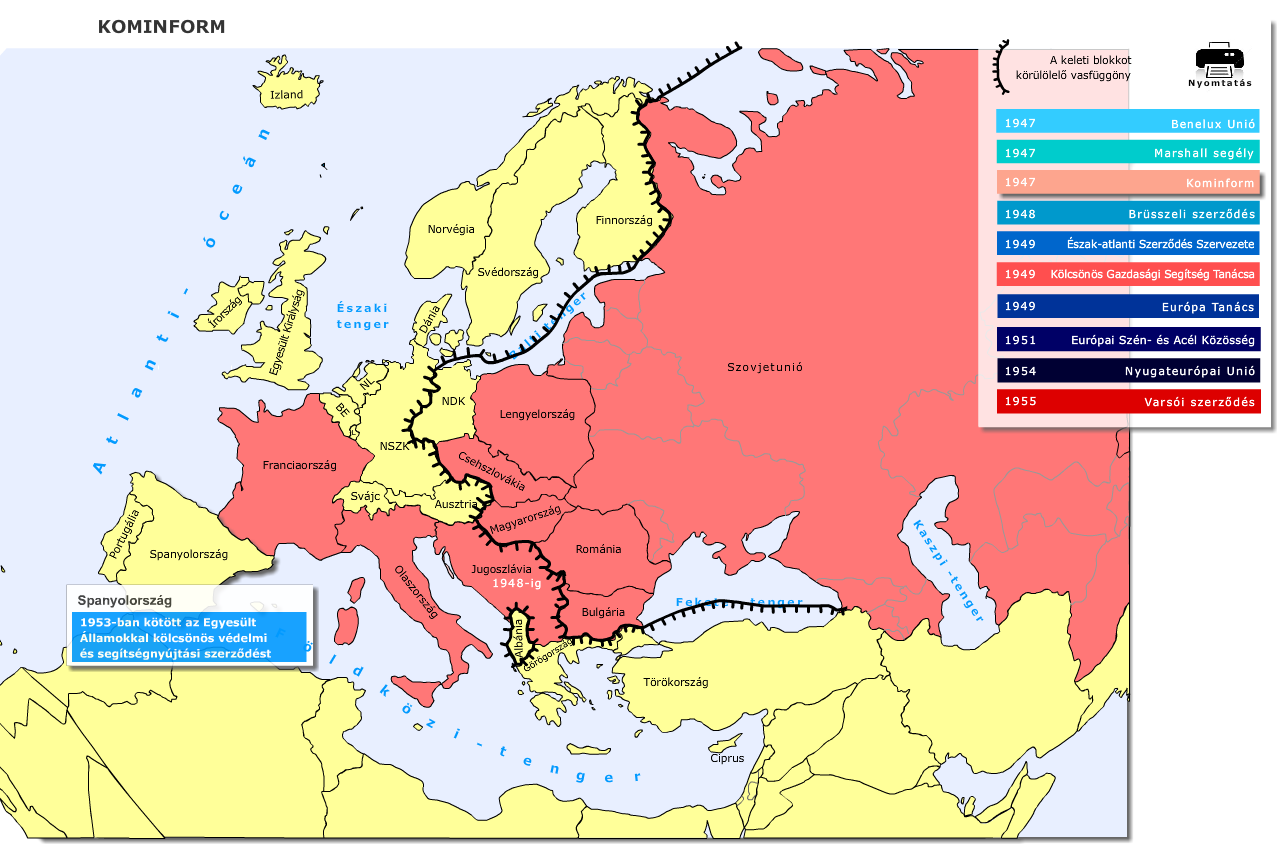 KOMINFORM
A keleti blokkot
körülölelő vasfüggöny
Nyomtatás
1947 Benelux Unió
1947 Marshall segély
1947 Kominform
1948 Brüsszeli szerződés
1949 Észak-atlanti Szerződés Szervezete
1949 Kölcsönös Gazdasági Segítség Tanácsa
1949 Európa Tanács
1951 Európai Szén- és Acél Közösség
1954 Nyugateurópai Unió
1955 Varsói szerződés
Izland
Atlanti-óceán
Norvégia
Svédország
Finnország
Északi
tenger
Írország
Egyesült Királyság
Dánia
Balti tenger
Szovjetunió
NL
BE
NDK
NSZK
Lengyelország
Franciaország
Csehszlovákia
Svájc
Ausztria
Magyarország
Portugália
Spanyolország
Olaszország
Jugoszlávia
1948-ig
Románia
Bulgária
Fekete - tenger
Kaszpi -tenger
Albánia
Görögország
Törökország
Ciprus
Spanyolország
1953-ban kötött az Egyesült
Államokkal kölcsönös védelmi
és segítségnyújtási szerződést
Földközi-tenger